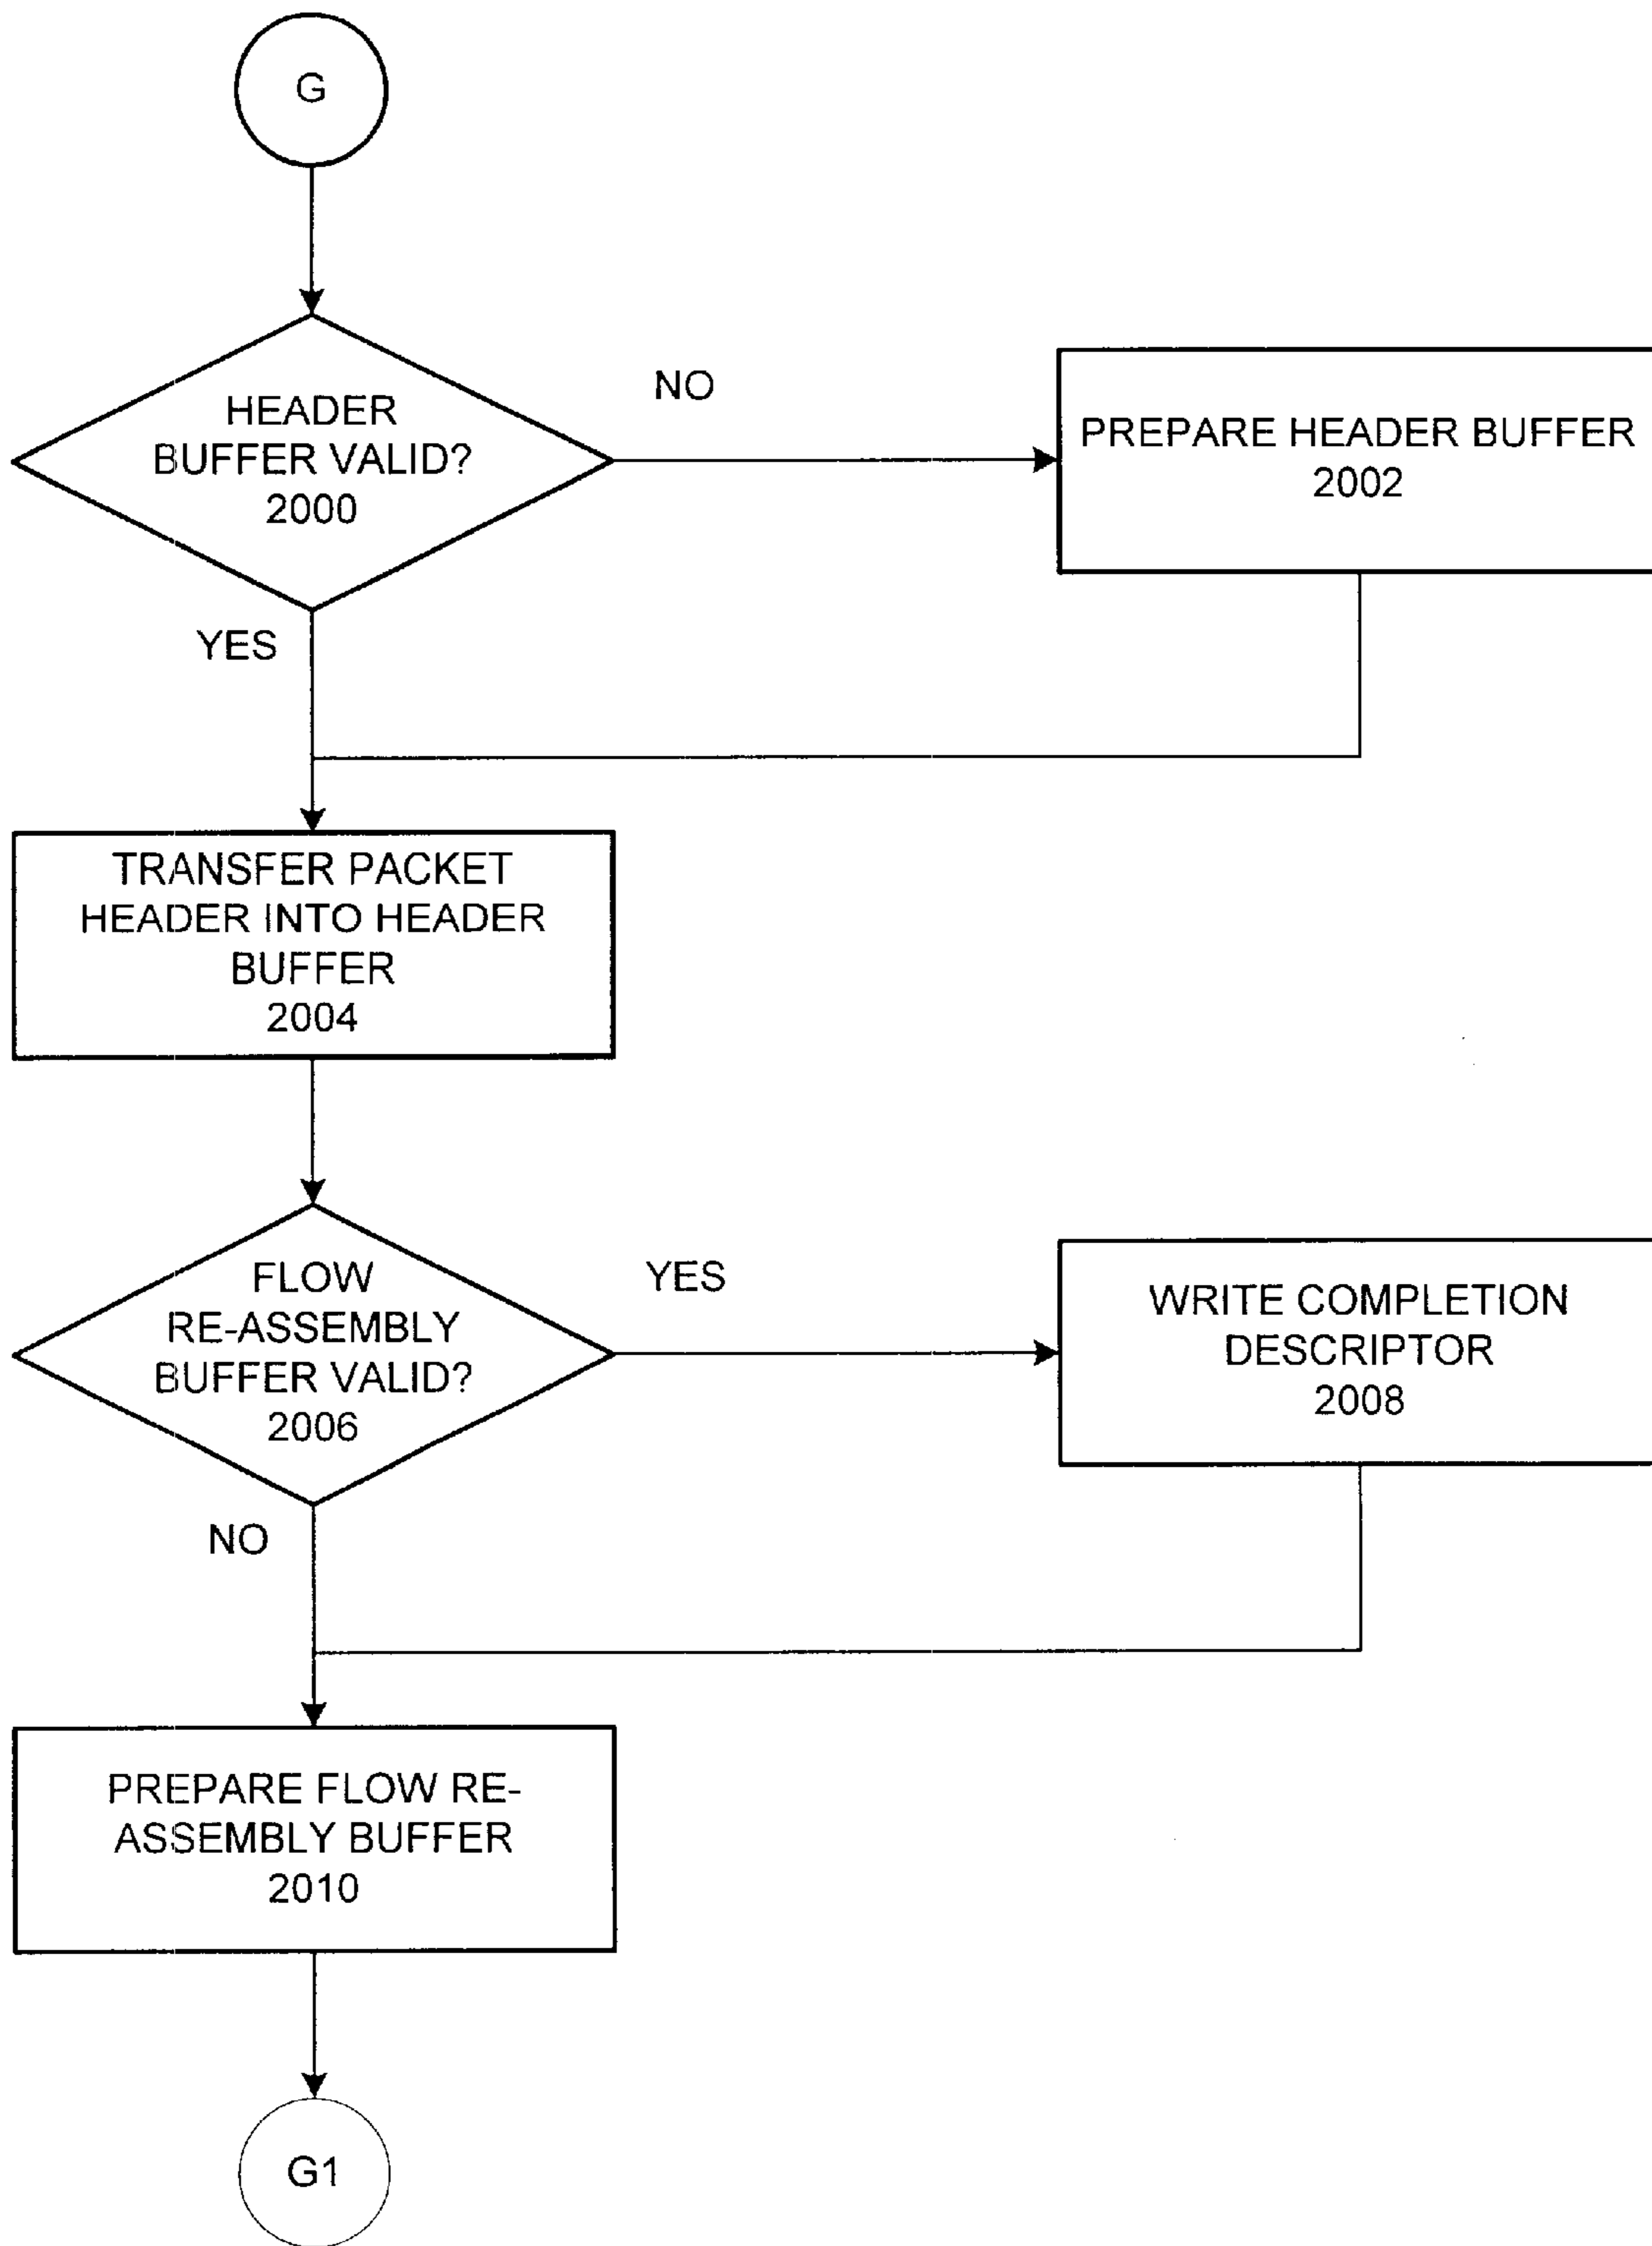 G
HEADER
BUFFER VALID?
2000
NO
PREPARE HEADER BUFFER
2002
YES
TRANSFER PACKET
HEADER INTO HEADER
BUFFER
2004
FLOW
RE-ASSEMBLY
BUFFER VALID?
2006
YES
WRITE COMPLETION
DESCRIPTOR
2008
NO
PREPARE FLOW RE-
ASSEMBLY BUFFER
2010
G1